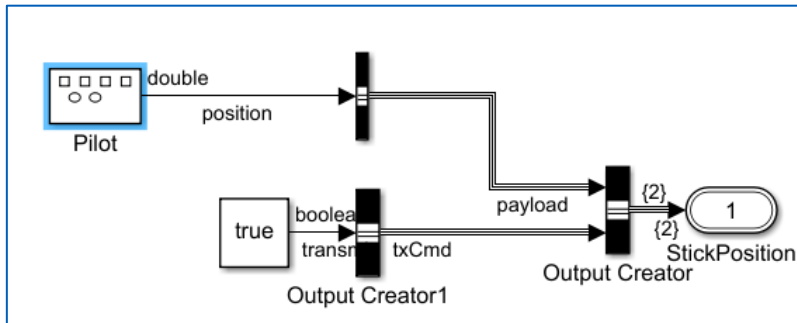 double
position
Pilot
true
boolea
transm
txCmd
Output Creator1
payload
{2}
{2}
Output Creator
1
StickPosition